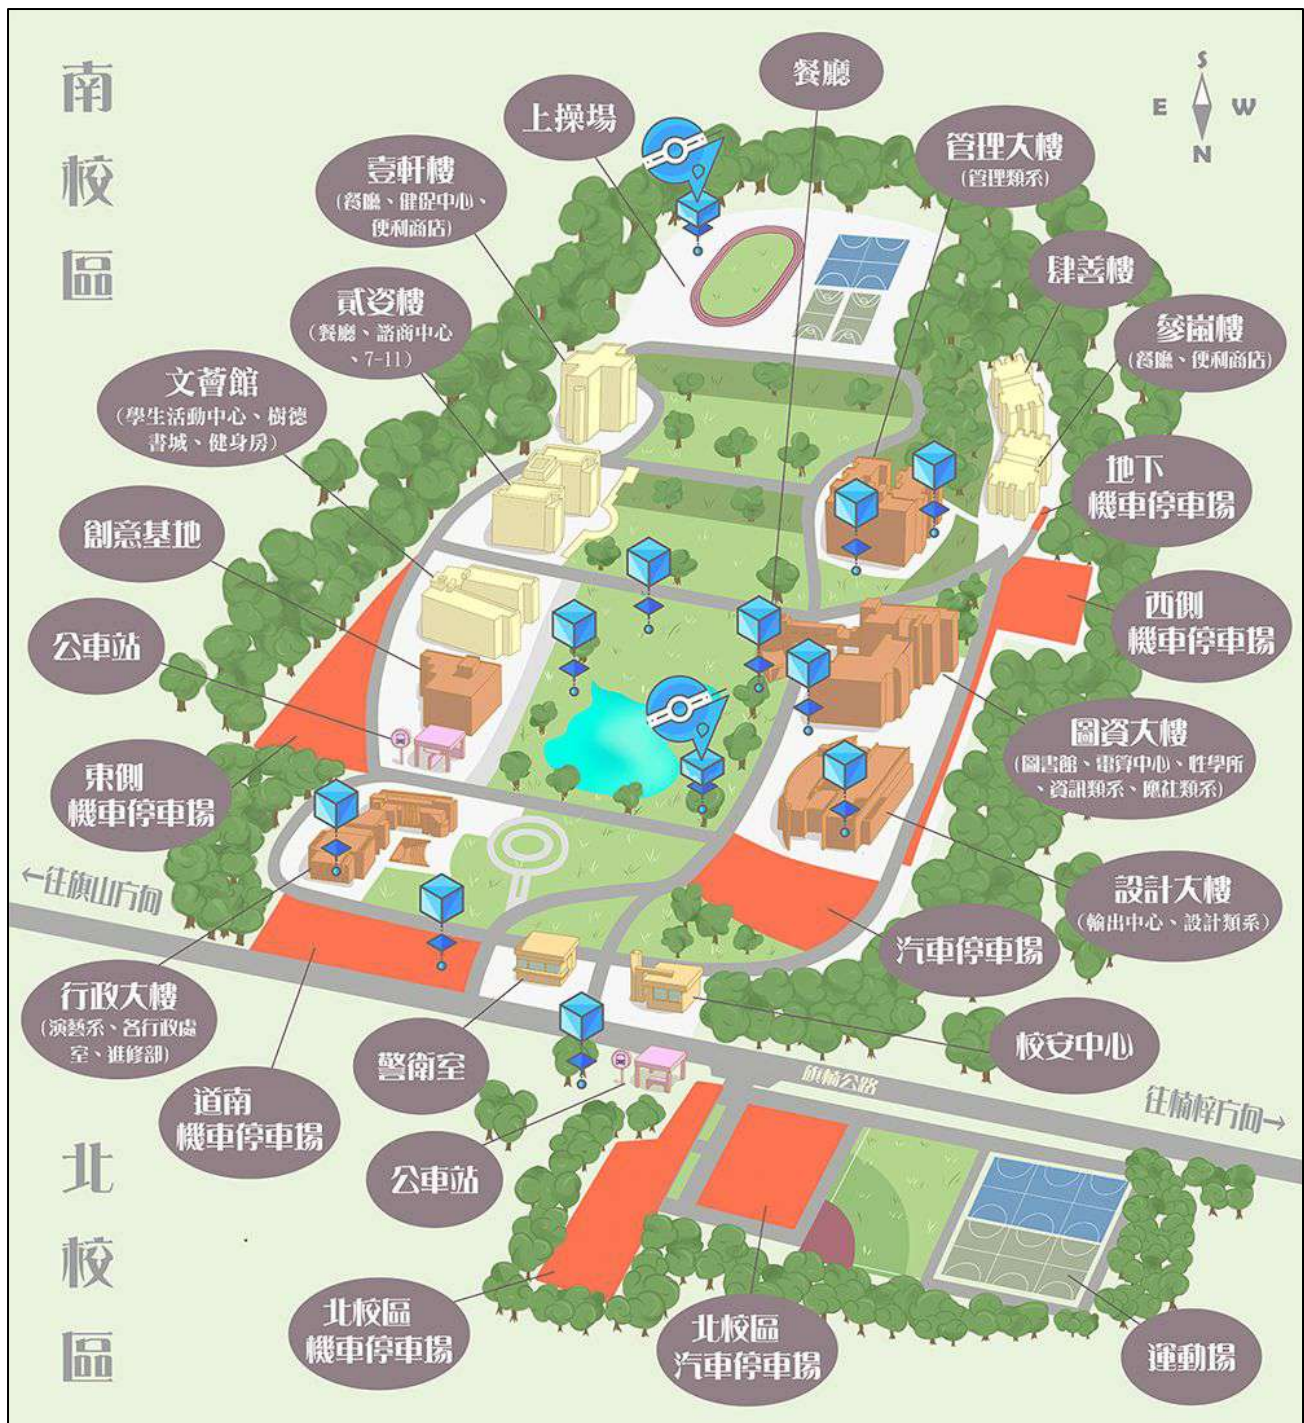 南校區
S
E W
N
餐廳
上操場
管理大樓
(管理類系)
壹軒樓
(餐廳、健促中心、
便利商店)
肆善樓
貳姿樓
(餐廳、諮商中心
、7-11)
參嵐樓
(餐廳、便利商店)
文薈館
(學生活動中心、樹德
書城、健身房)
地下
機車停車場
創意基地
西側
機車停車場
公車站
圖資大樓
(圖書館、電算中心、性學所
、資訊類系、應社類系)
東側
機車停車場
←往旗山方向
設計大樓
(輸出中心、設計類系)
汽車停車場
行政大樓
(演藝系、各行政處
室、進修部)
校安中心
警衛室
旗楠公路
道南
機車停車場
往楠梓方向→
公車站
北校區
北校區
機車停車場
北校區
汽車停車場
運動場